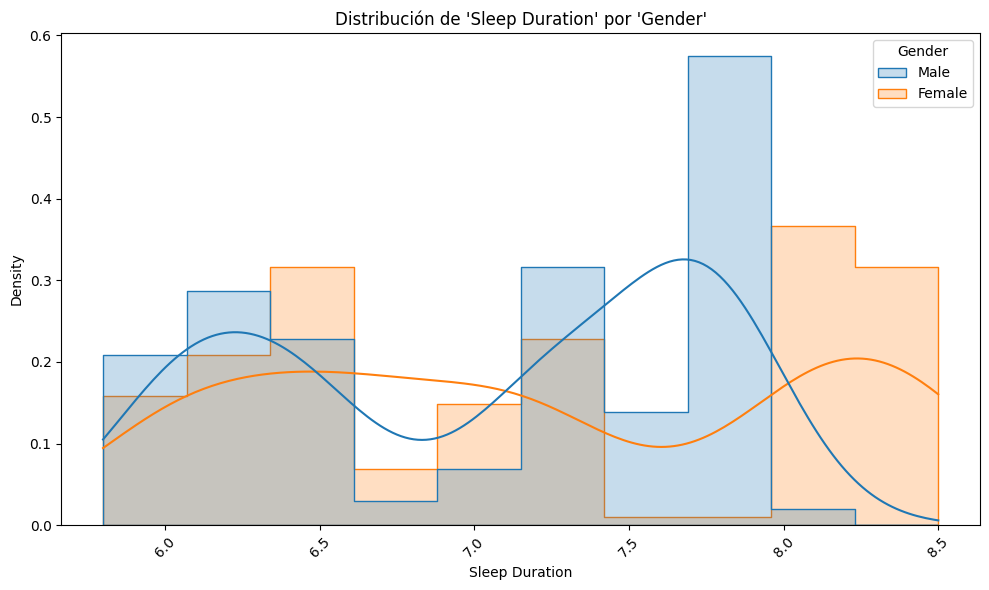 Distribución de 'Sleep Duration' por 'Gender'
Gender
Male
Female
Density
0.6
0.5
0.4
0.3
0.2
0.1
0.0
6.0
6.5
7.0
7.5
8.0
8.5
Sleep Duration